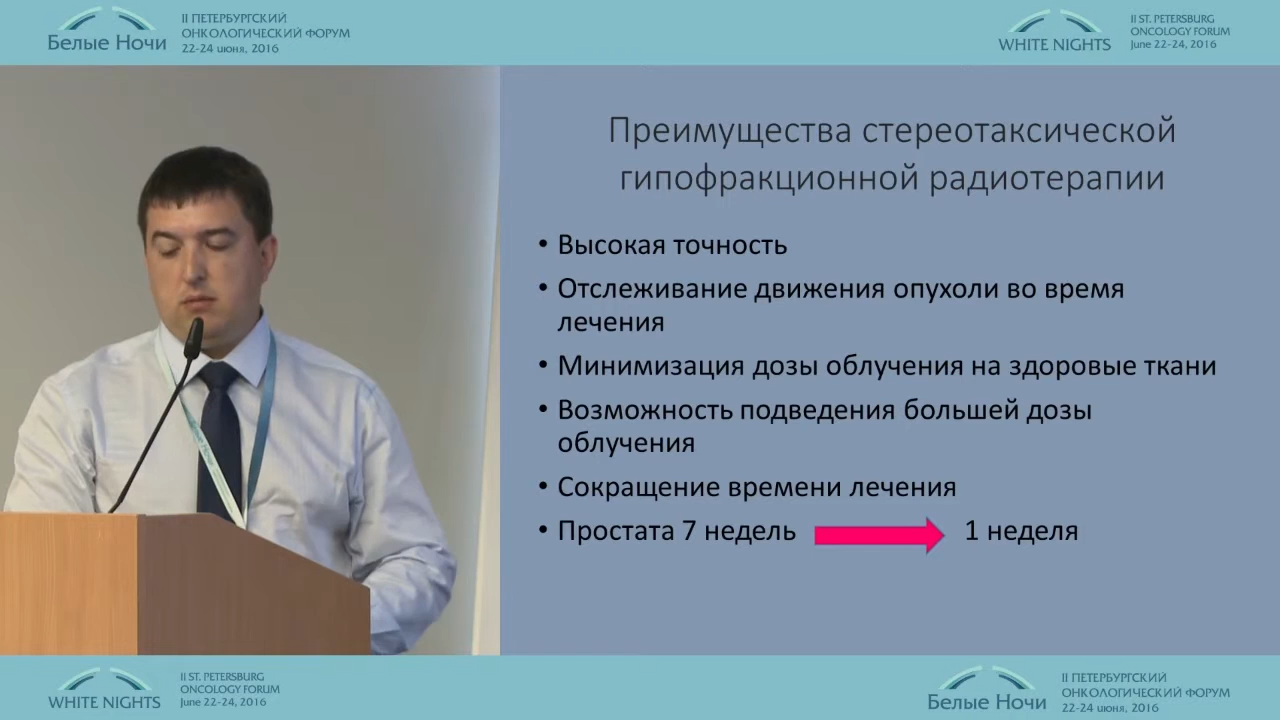 II ПЕТЕРБУРГСКИЙ
ОНКОЛОГИЧЕСКИЙ ФОРУМ
22-24 июня, 2016
Белые Ночи
II ST. PETERSBURG
ONCOLOGY FORUM
June 22-24, 2016
WHITE NIGHTS
Преимущества стереотаксической
гипофракционной радиотерапии
• Высокая точность
• Отслеживание движения опухоли во время
лечения
• Минимизация дозы облучения на здоровые ткани
• Возможность подведения большей дозы
облучения
• Сокращение времени лечения
• Простата 7 недель 1 неделя
II ST. PETERSBURG
ONCOLOGY FORUM
June 22-24, 2016
WHITE NIGHTS
II ПЕТЕРБУРГСКИЙ
ОНКОЛОГИЧЕСКИЙ ФОРУМ
22-24 июня, 2016
Белые Ночи